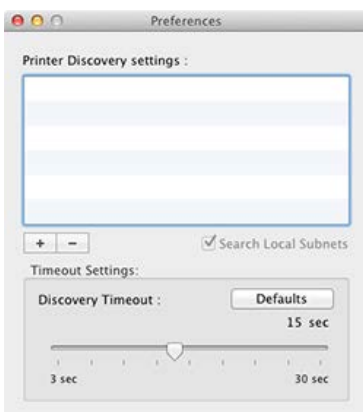 Preferences
Printer Discovery settings :
+ −
Search Local Subnets
Timeout Settings:
Discovery Timeout :
Defaults
15 sec
3 sec
30 sec